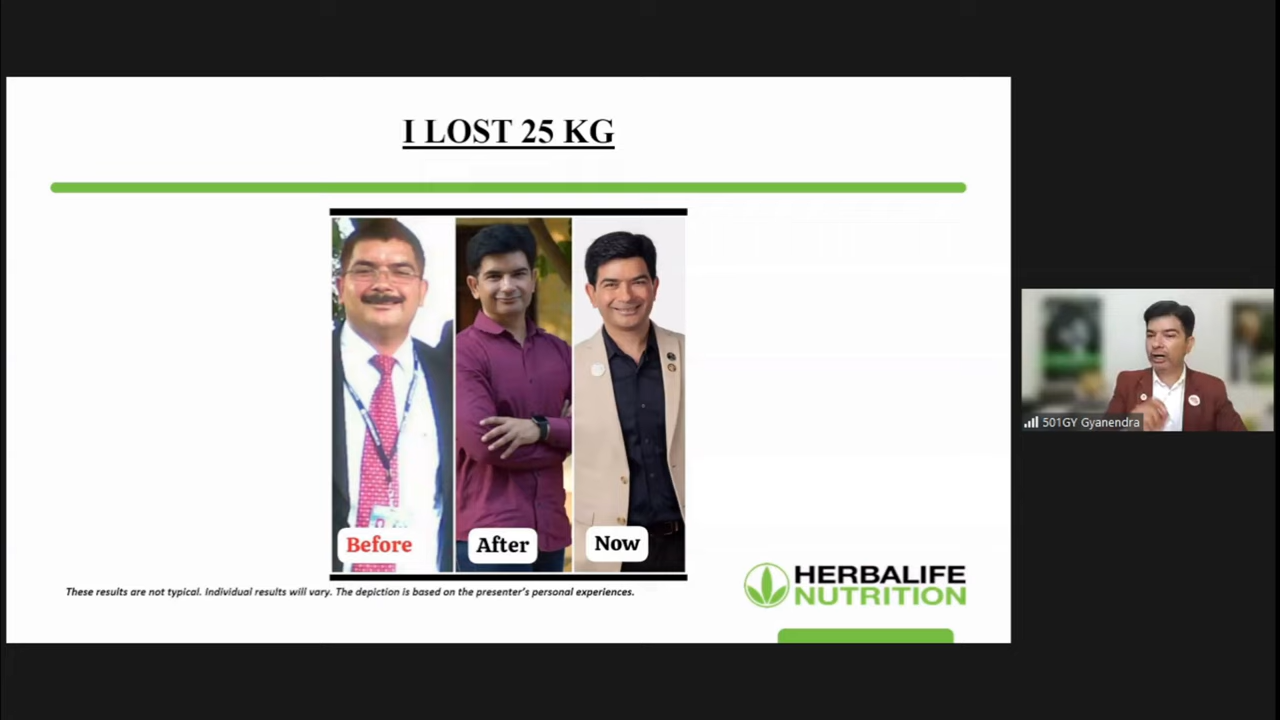 I LOST 25 KG
Before
After
Now
These results are not typical. Individual results will vary. The depiction is based on the presenter's personal experiences.
HERBALIFE
NUTRITION
501GY Gyanendra